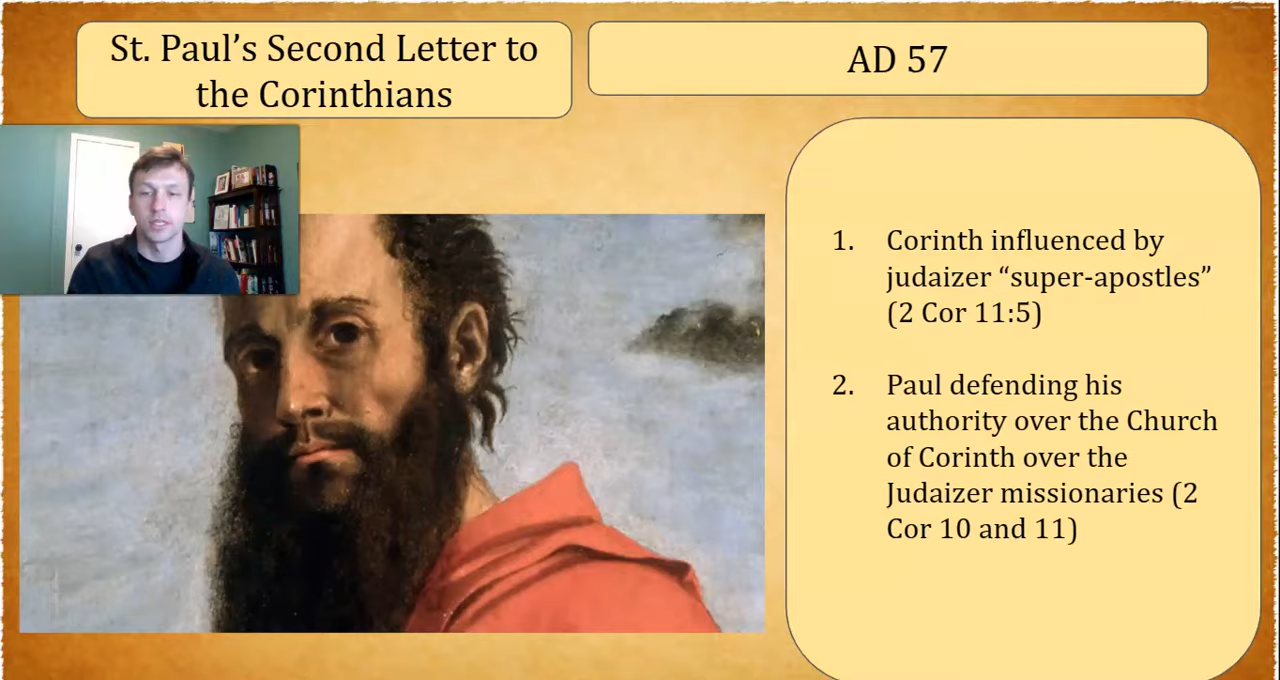 St. Paul’s Second Letter to
the Corinthians
AD 57
1. Corinth influenced by
judaizer “super-apostles”
(2 Cor 11:5)
2. Paul defending his
authority over the Church
of Corinth over the
Judaizer missionaries (2
Cor 10 and 11)